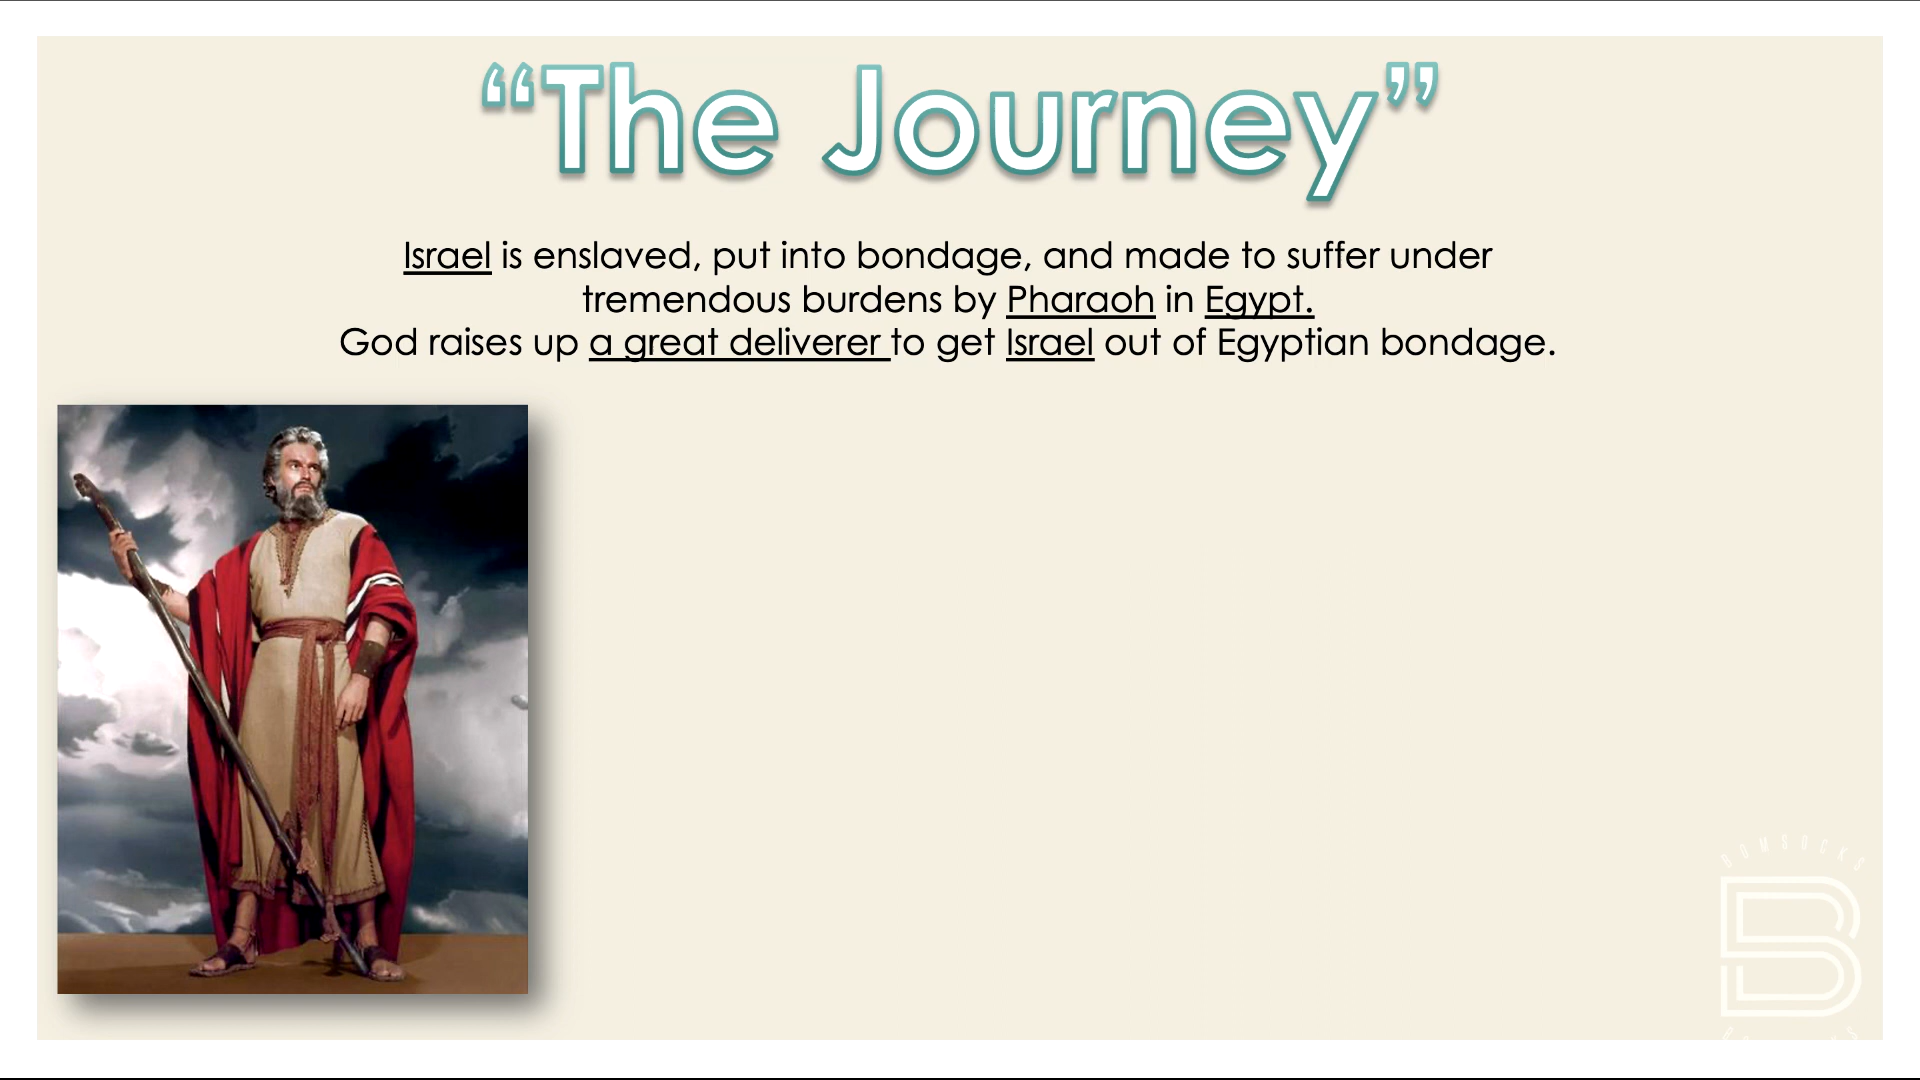 “The Journey”
Israel is enslaved, put into bondage, and made to suffer under
tremendous burdens by Pharaoh in Egypt.
God raises up a great deliverer to get Israel out of Egyptian bondage.
BOMSOCKS
B